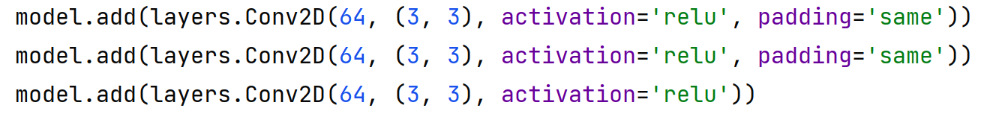 model.add(layers.Conv2D(64, (3, 3), activation='relu', padding='same'))
model.add(layers.Conv2D(64, (3, 3), activation='relu', padding='same'))
model.add(layers.Conv2D(64, (3, 3), activation='relu'))